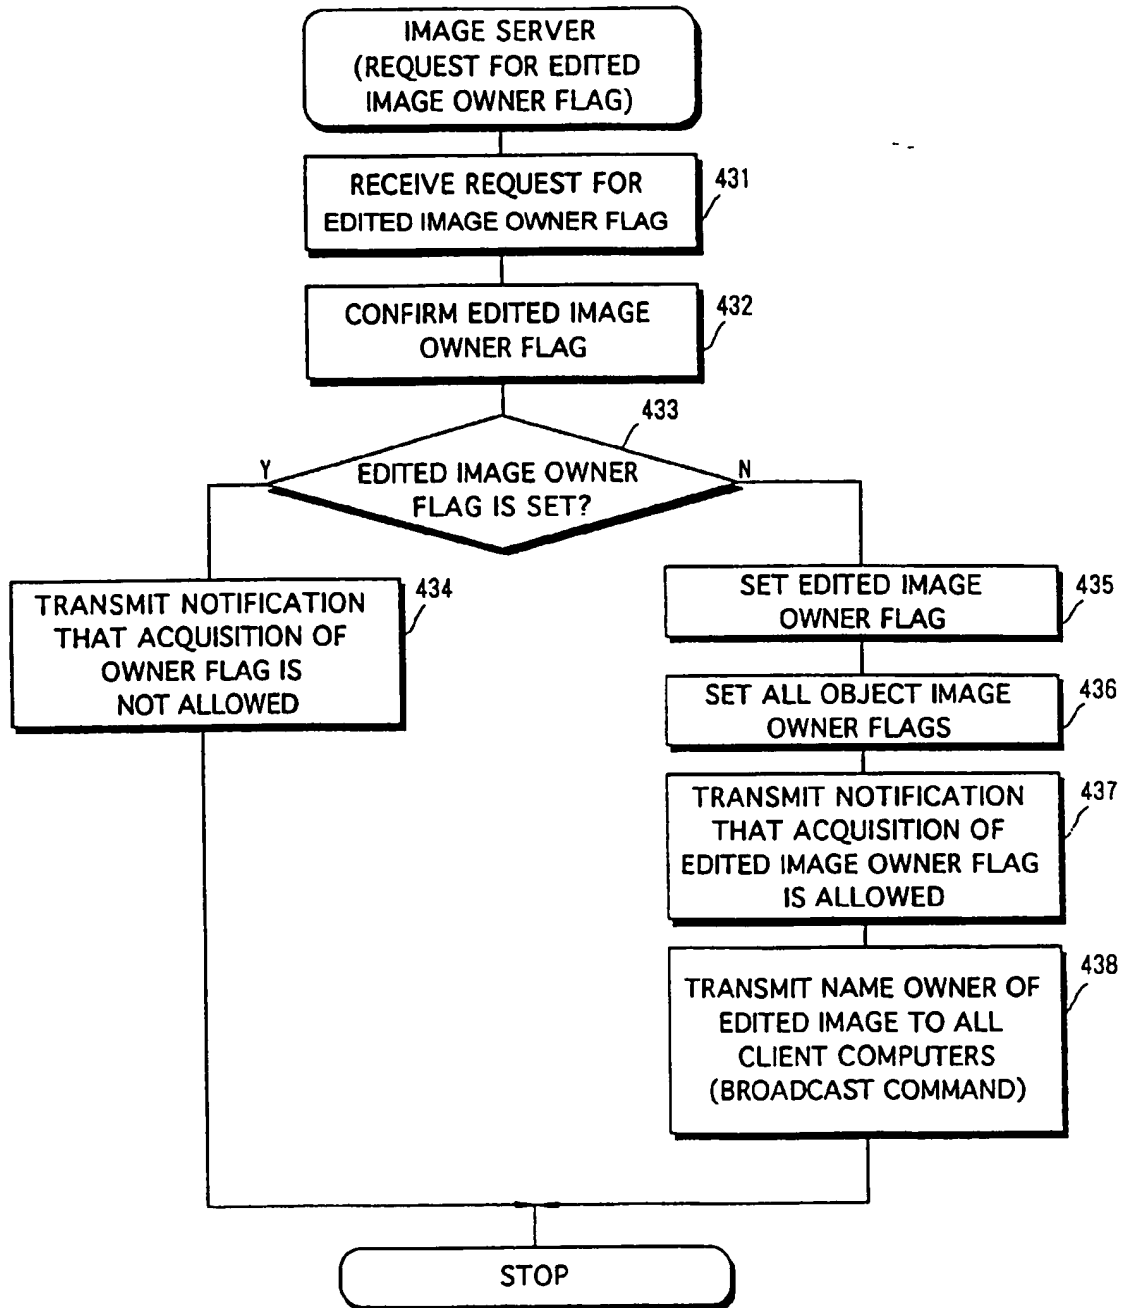 IMAGE SERVER
(REQUEST FOR EDITED
IMAGE OWNER FLAG)
RECEIVE REQUEST FOR
EDITED IMAGE OWNER FLAG
431
CONFIRM EDITED IMAGE
OWNER FLAG
432
433
EDITED IMAGE OWNER
FLAG IS SET?
Y
N
TRANSMIT NOTIFICATION
THAT ACQUISITION OF
OWNER FLAG IS
NOT ALLOWED
434
SET EDITED IMAGE
OWNER FLAG
435
SET ALL OBJECT IMAGE
OWNER FLAGS
436
TRANSMIT NOTIFICATION
THAT ACQUISITION OF
EDITED IMAGE OWNER FLAG
IS ALLOWED
437
TRANSMIT NAME OWNER OF
EDITED IMAGE TO ALL
CLIENT COMPUTERS
(BROADCAST COMMAND)
438
STOP